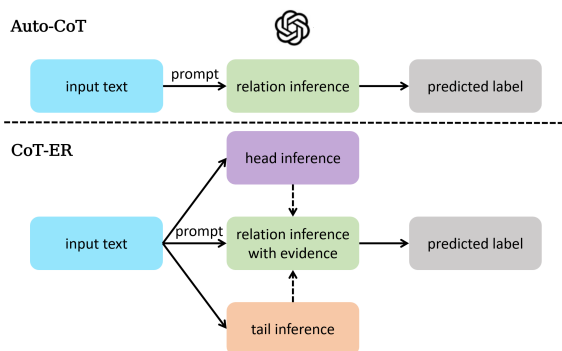 Auto-CoT
prompt
input text
relation inference
predicted label
CoT-ER
head inference
prompt
input text
relation inference
with evidence
predicted label
tail inference